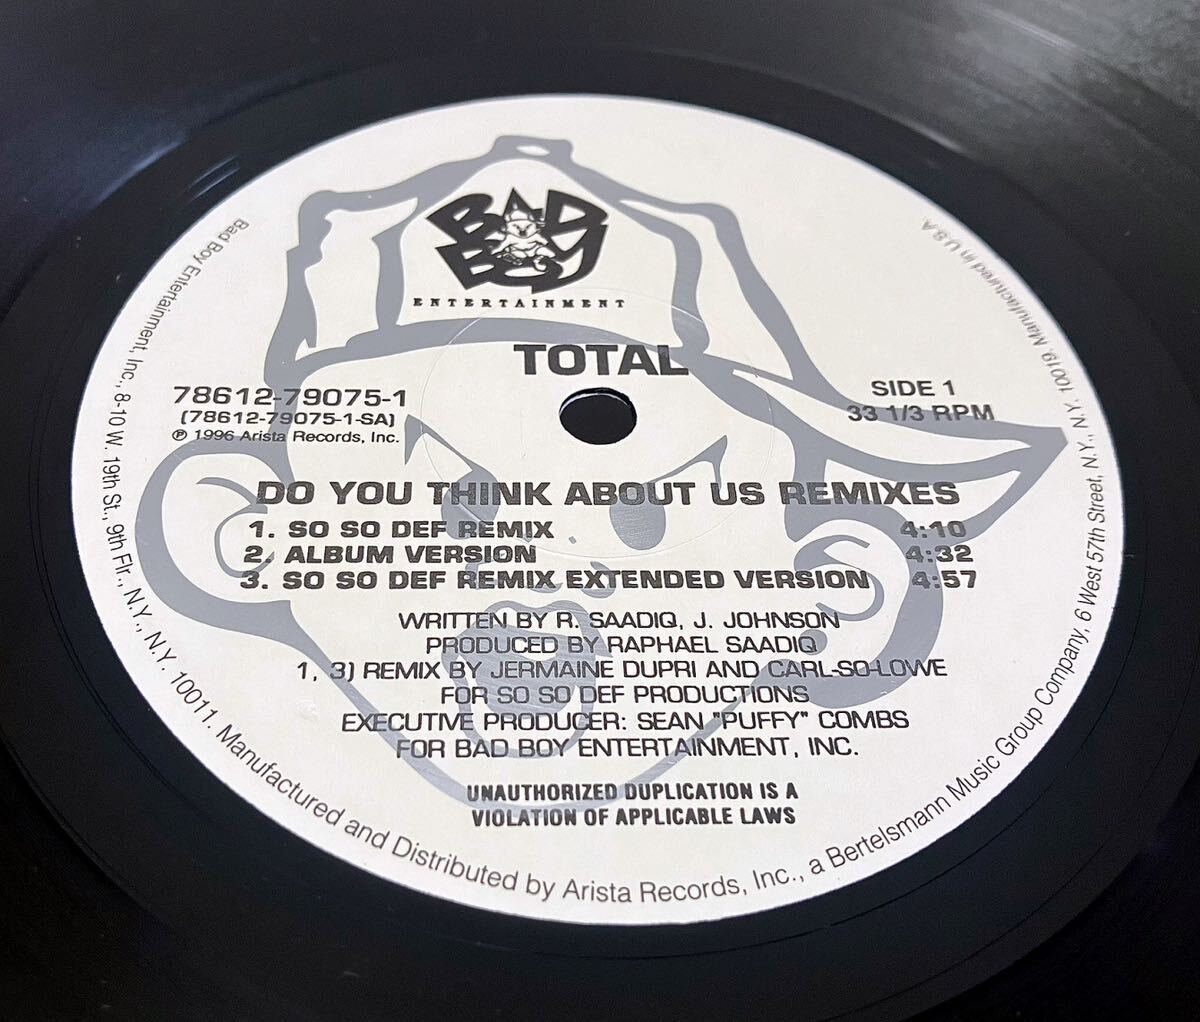 BAD BOY
ENTERTAINMENT
TOTAL
78612-79075-1
(78612-79075-1-SA)
℗ 1996 Arista Records, Inc.
SIDE 1
33 1/3 RPM
DO YOU THINK ABOUT US REMIXES
1. SO SO DEF REMIX 4:10
2. ALBUM VERSION 4:32
3. SO SO DEF REMIX EXTENDED VERSION 4:57
WRITTEN BY R. SAADIQ, J. JOHNSON
PRODUCED BY RAPHAEL SAADIQ
1, 3) REMIX BY JERMAINE DUPRI AND CARL-SO-LOWE
FOR SO SO DEF PRODUCTIONS
EXECUTIVE PRODUCER: SEAN "PUFFY" COMBS
FOR BAD BOY ENTERTAINMENT, INC.
UNAUTHORIZED DUPLICATION IS A
VIOLATION OF APPLICABLE LAWS
Bad Boy Entertainment, Inc., 8-10 W. 19th St., 9th Flr., N.Y., N.Y. 10011. Manufactured and Distributed by Arista Records, Inc., a Bertelsmann Music Group Company, 6 West 57th Street, N.Y., N.Y. 10019. Manufactured in U.S.A.